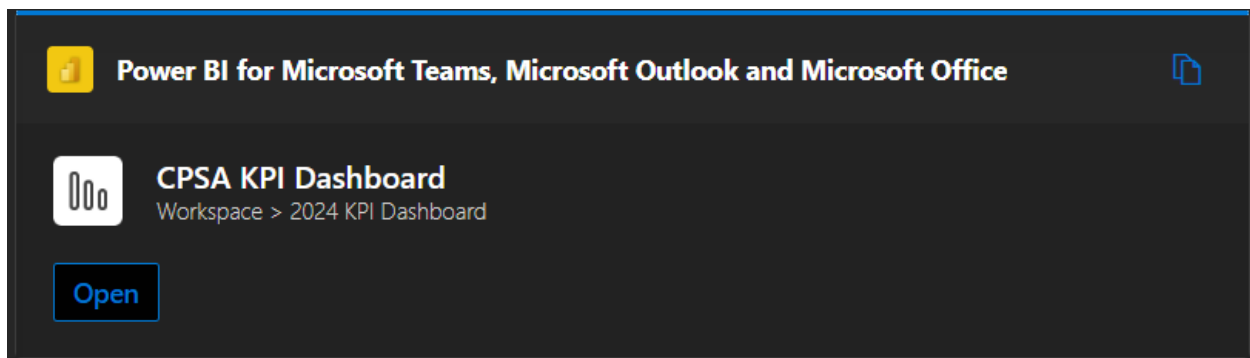 Power BI for Microsoft Teams, Microsoft Outlook and Microsoft Office
CPSA KPI Dashboard
Workspace > 2024 KPI Dashboard
Open